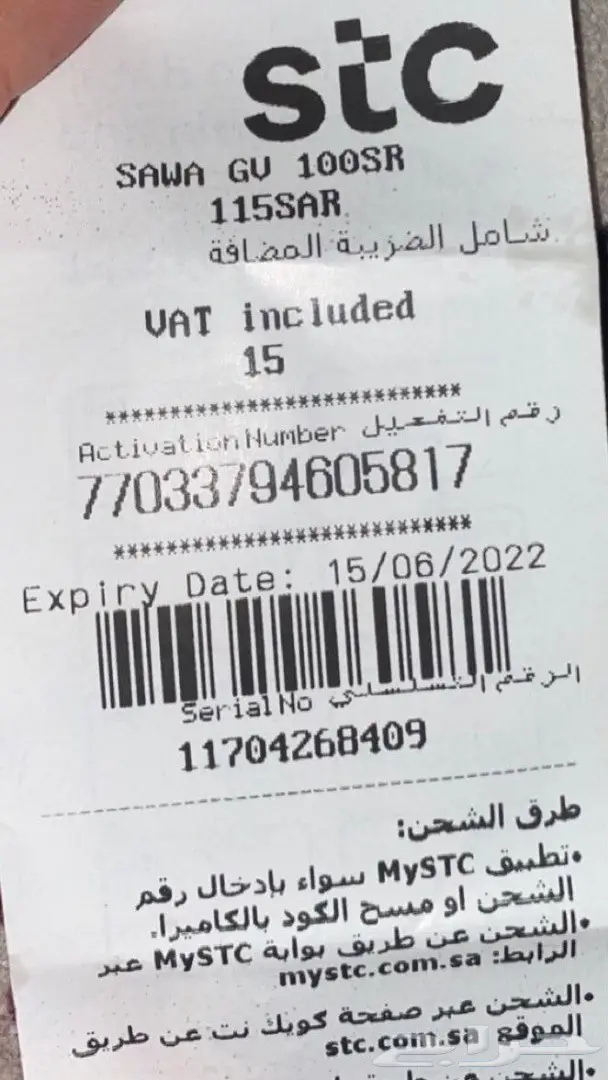 stc
SAWA GV 100SR
115SAR
شامل الضريبة المضافة
VAT included
15
****************************
Activation Number رقم التفعيل
77033794605817
****************************
Expiry Date: 15/06/2022
Serial No الرقم التسلسلي
11704268409
طرق الشحن:
•تطبيق MySTC سواء بإدخال رقم
الشحن او مسح الكود بالكاميرا.
•الشحن عن طريق بوابة MySTC عبر
الرابط: mystc.com.sa
•الشحن عبر صفحة كويك نت عن طريق
الموقع stc.com.sa
حراج